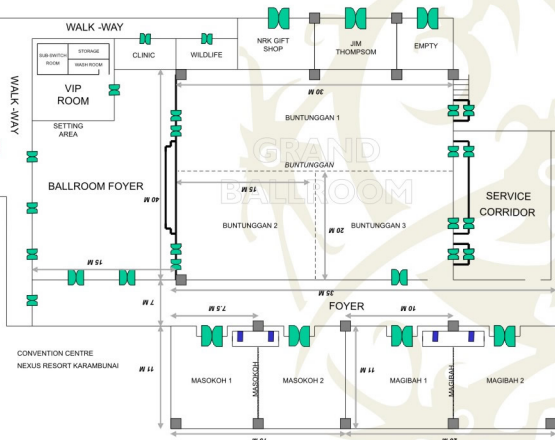 WALK -WAY
NRK GIFT
SHOP
JIM
THOMPSOM
EMPTY
SUB-SWITCH
ROOM
STORAGE
WASH ROOM
CLINIC
WILDLIFE
VIP
ROOM
WALK -WAY
SETTING
AREA
30 M
BUNTUNGGAN 1
GRAND
BALLROOM
BUNTUNGGAN
15 M
BALLROOM FOYER
40 M
BUNTUNGGAN 2
20 M
BUNTUNGGAN 3
SERVICE
CORRIDOR
15 M
35 M
7 M
FOYER
7.5 M
10 M
CONVENTION CENTRE
NEXUS RESORT KARAMBUNAI
11 M
MASOKOH 1
MASOKOH
MASOKOH 2
11 M
MAGIBAH 1
MAGIBAH
MAGIBAH 2